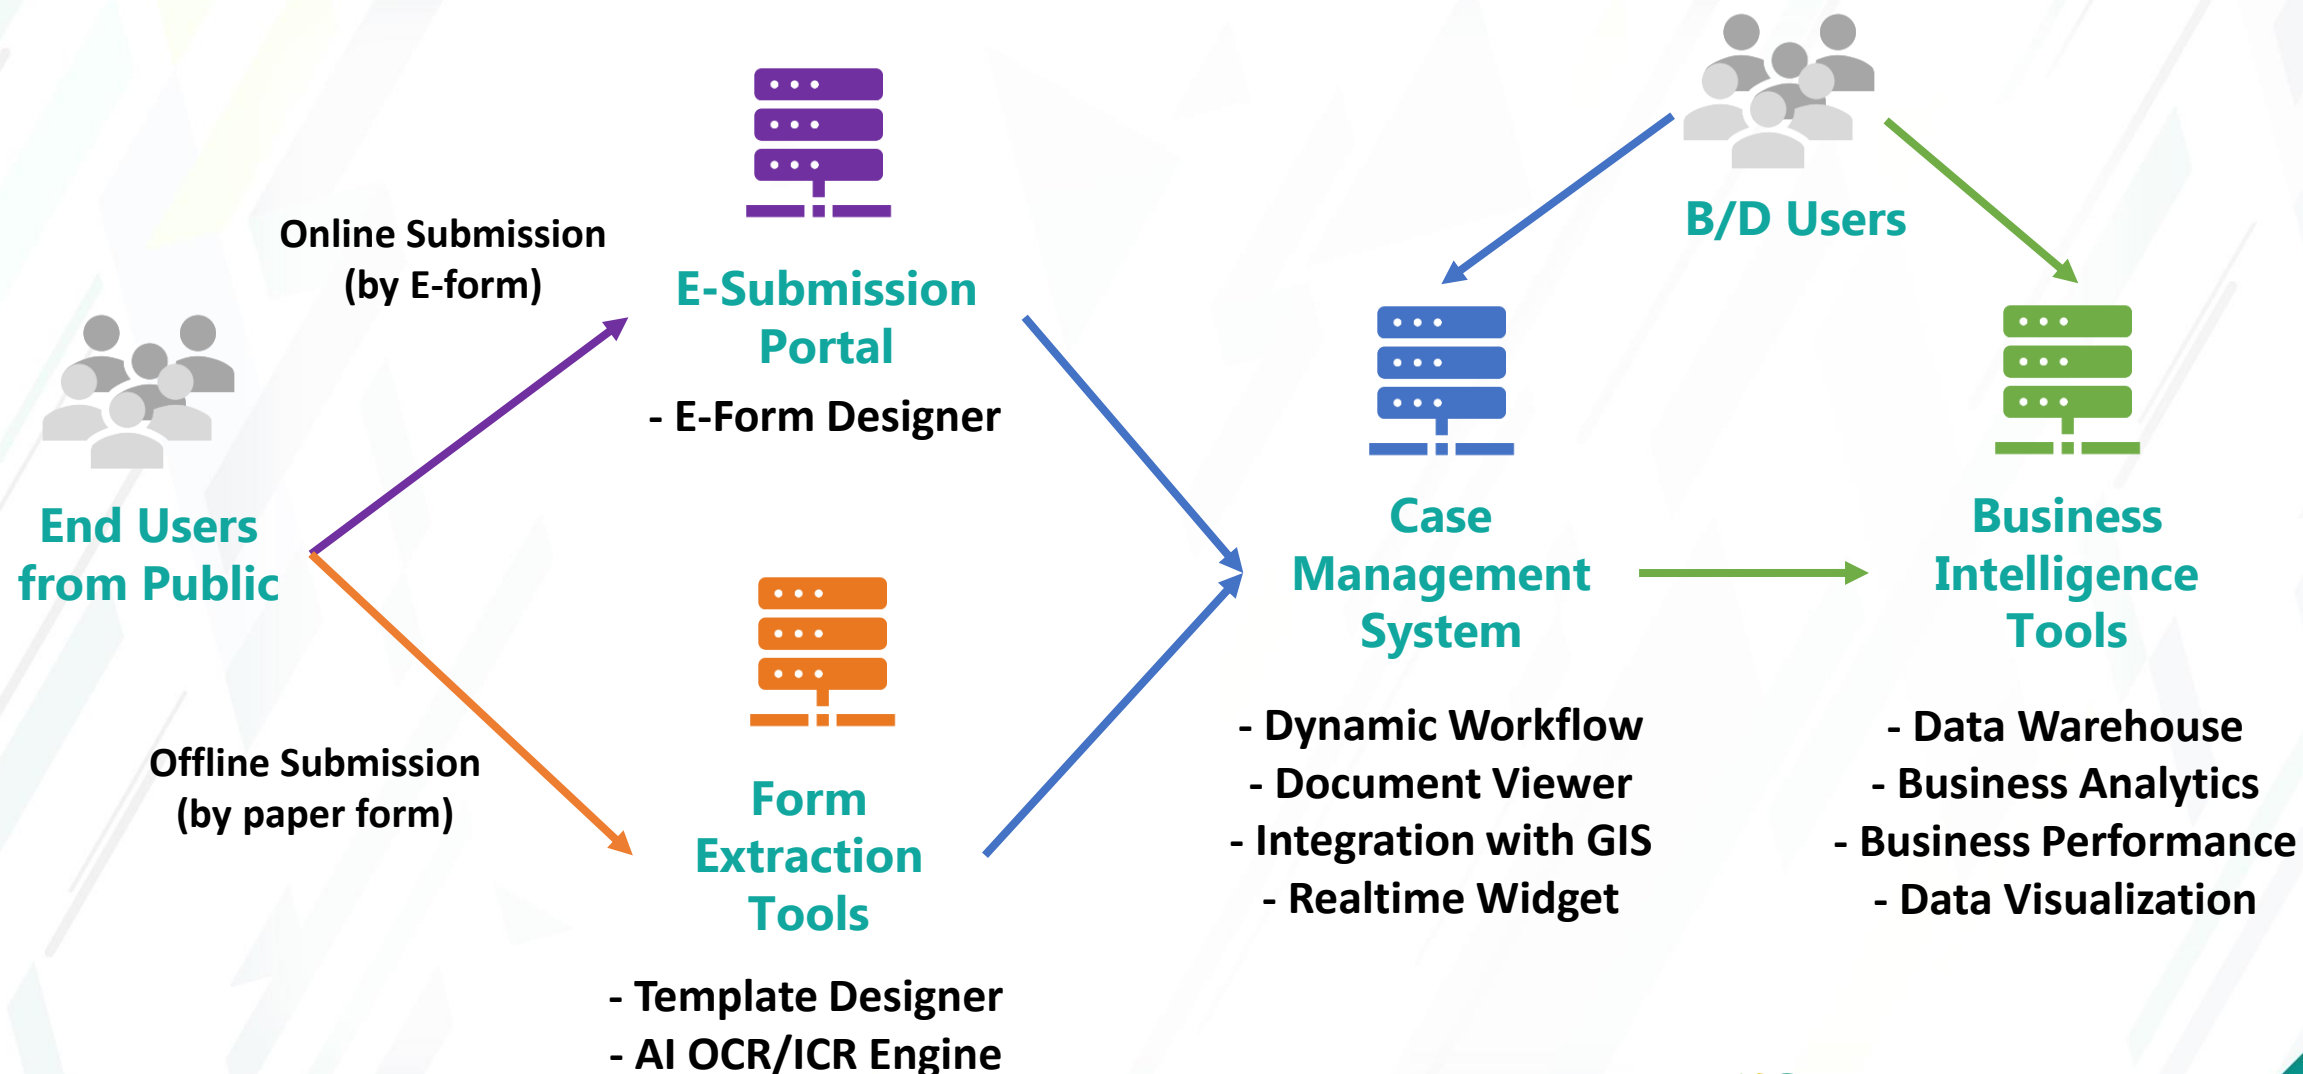 Online Submission
(by E-form)
End Users
from Public
Offline Submission
(by paper form)
E-Submission
Portal
- E-Form Designer
Form
Extraction
Tools
- Template Designer
- AI OCR/ICR Engine
B/D Users
Case
Management
System
- Dynamic Workflow
- Document Viewer
- Integration with GIS
- Realtime Widget
Business
Intelligence
Tools
- Data Warehouse
- Business Analytics
- Business Performance
- Data Visualization